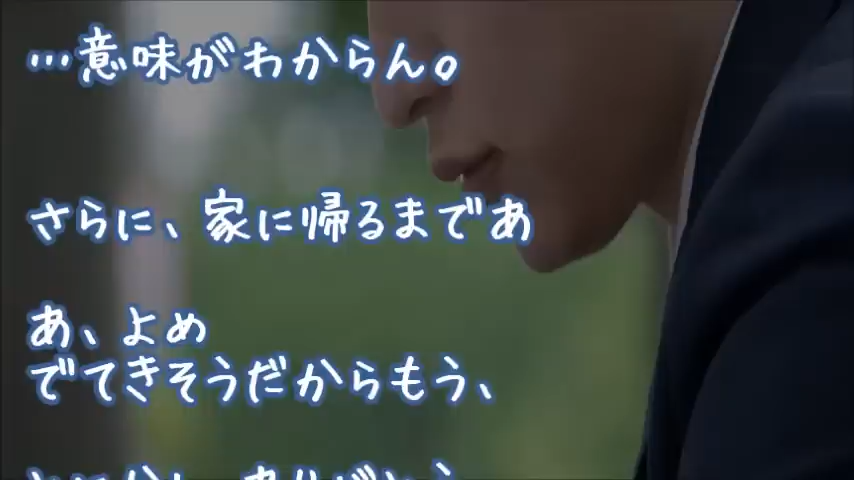 …意味がわからん。
さらに、家に帰るまであ
あ、よめ
でてきそうだからもう、